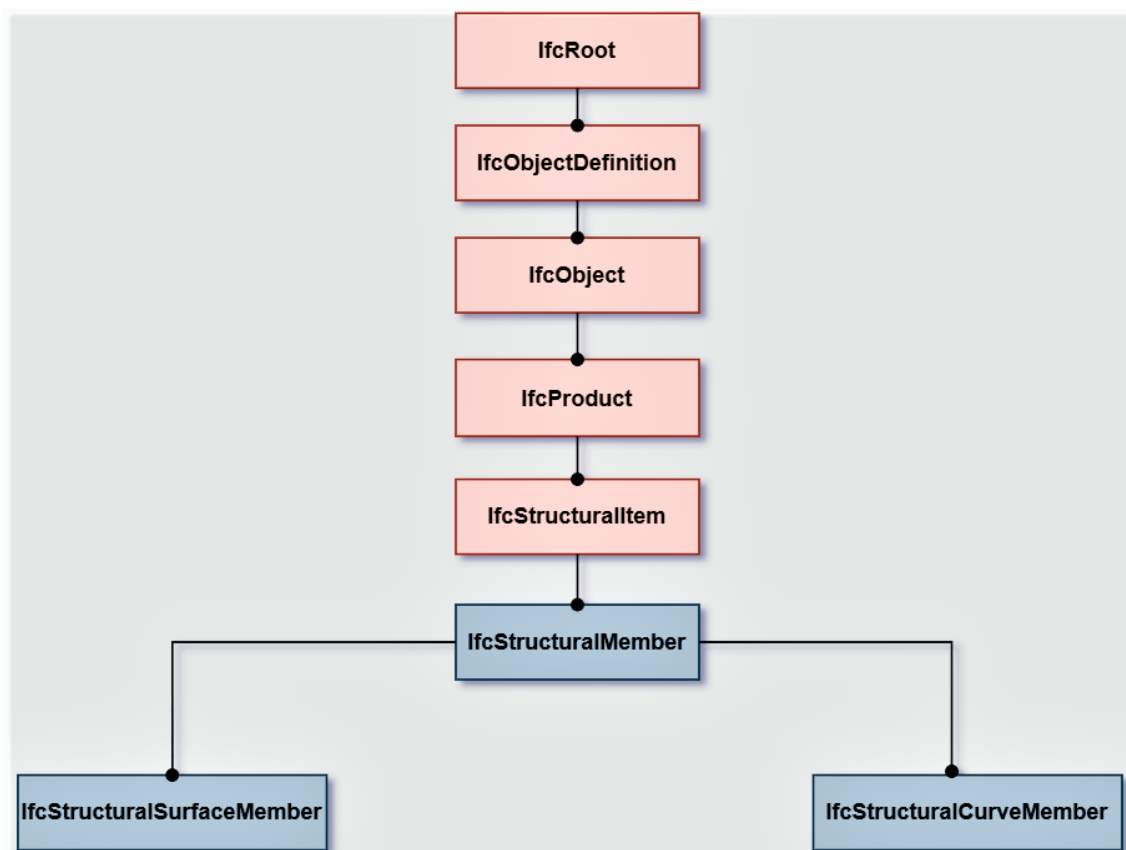 IfcRoot
IfcObjectDefinition
IfcObject
IfcProduct
IfcStructuralItem
IfcStructuralMember
IfcStructuralSurfaceMember
IfcStructuralCurveMember